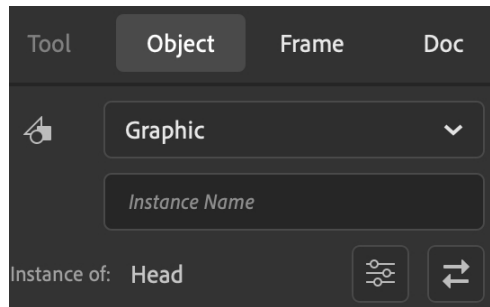 Tool Object Frame Doc
Graphic
Instance Name
Instance of: Head